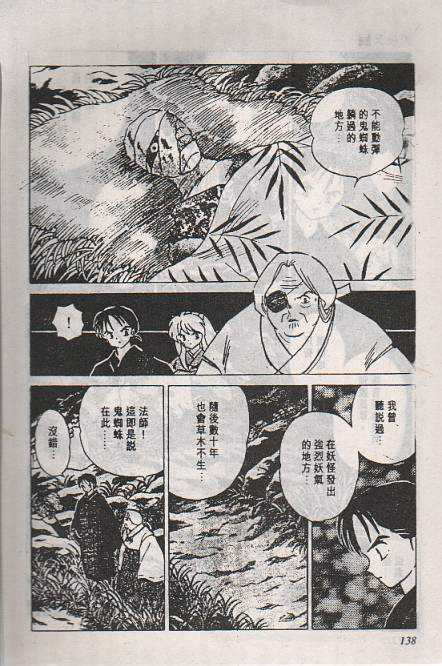 不能動彈
的鬼蜘蛛
躺過的
地方…
！
我曾
聽説過…
在妖怪發出
強烈妖氣
的地方…
隨後數十年
也會草木不生…
法師！
這即是説
鬼蜘蛛
在此……
沒錯…
138